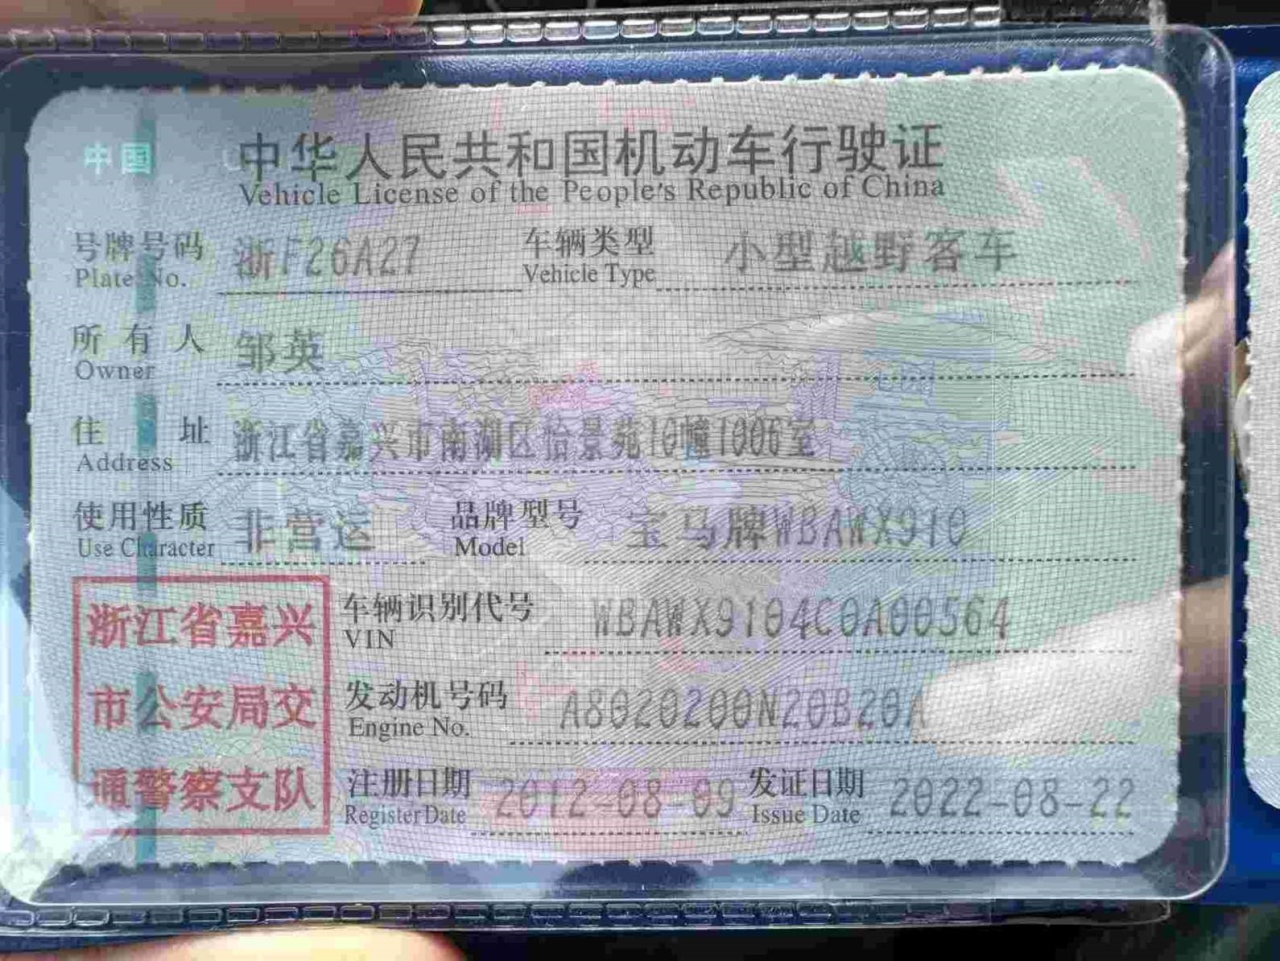 中国
中华人民共和国机动车行驶证
Vehicle License of the People's Republic of China
号牌号码 浙F26A27 车辆类型 小型越野客车
Plate No. Vehicle Type
所有人 邹英
Owner
住址 浙江省嘉兴市南湖区怡景苑10幢1006室
Address
使用性质 非营运 品牌型号 宝马牌WBAWX910
Use Character Model
浙江省嘉兴
市公安局交
通警察支队
车辆识别代号 WBAWX9104C0A00564
VIN
发动机号码 A8020200N20B20A
Engine No.
注册日期 2012-08-09 发证日期 2022-08-22
Register Date Issue Date